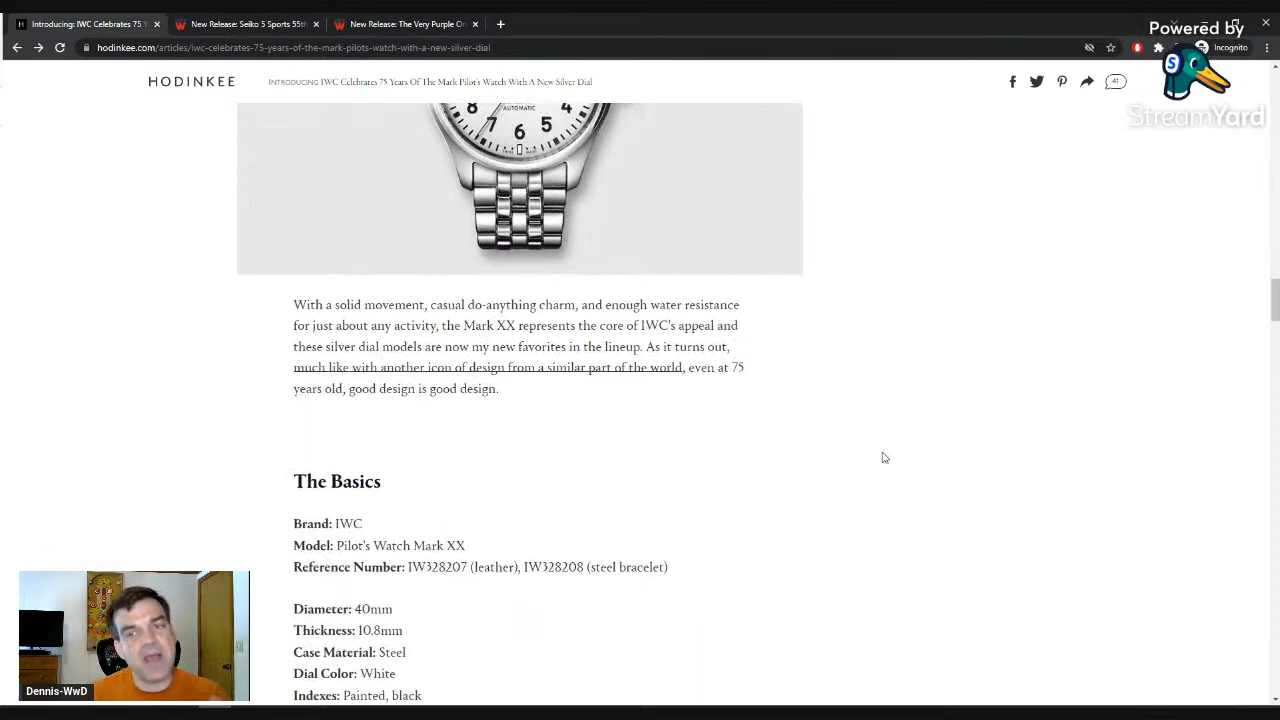 Introducing: IWC Celebrates 75 Y
New Release: Seiko 5 Sports 55th
New Release: The Very Purple Or
hodinkee.com/articles/iwc-celebrates-75-years-of-the-mark-pilots-watch-with-a-new-silver-dial
Incognito
Powered by
StreamYard
HODINKEE
INTRODUCING IWC Celebrates 75 Years Of The Mark Pilot's Watch With A New Silver Dial
41
AUTOMATIC
8 7 6 5 4
With a solid movement, casual do-anything charm, and enough water resistance
for just about any activity, the Mark XX represents the core of IWC's appeal and
these silver dial models are now my new favorites in the lineup. As it turns out,
much like with another icon of design from a similar part of the world, even at 75
years old, good design is good design.
The Basics
Brand: IWC
Model: Pilot's Watch Mark XX
Reference Number: IW328207 (leather), IW328208 (steel bracelet)
Diameter: 40mm
Thickness: 10.8mm
Case Material: Steel
Dial Color: White
Indexes: Painted, black
Dennis-WwD